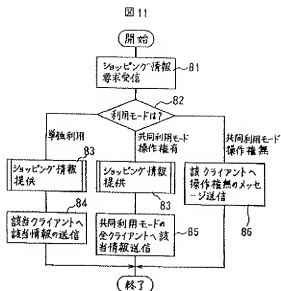 図11
開始
ショッピング情報
要求受信
81
82
利用モードは?
単独利用
共同利用モード
操作権有
共同利用モード
操作権無
83
ショッピング情報
提供
ショッピング情報
提供
該クライアントへ
操作権無のメッセ
ージ送信
84
83
86
該当クライアントへ
該当情報の送信
共同利用モードの
全クライアントへ該
当情報送信
85
終了